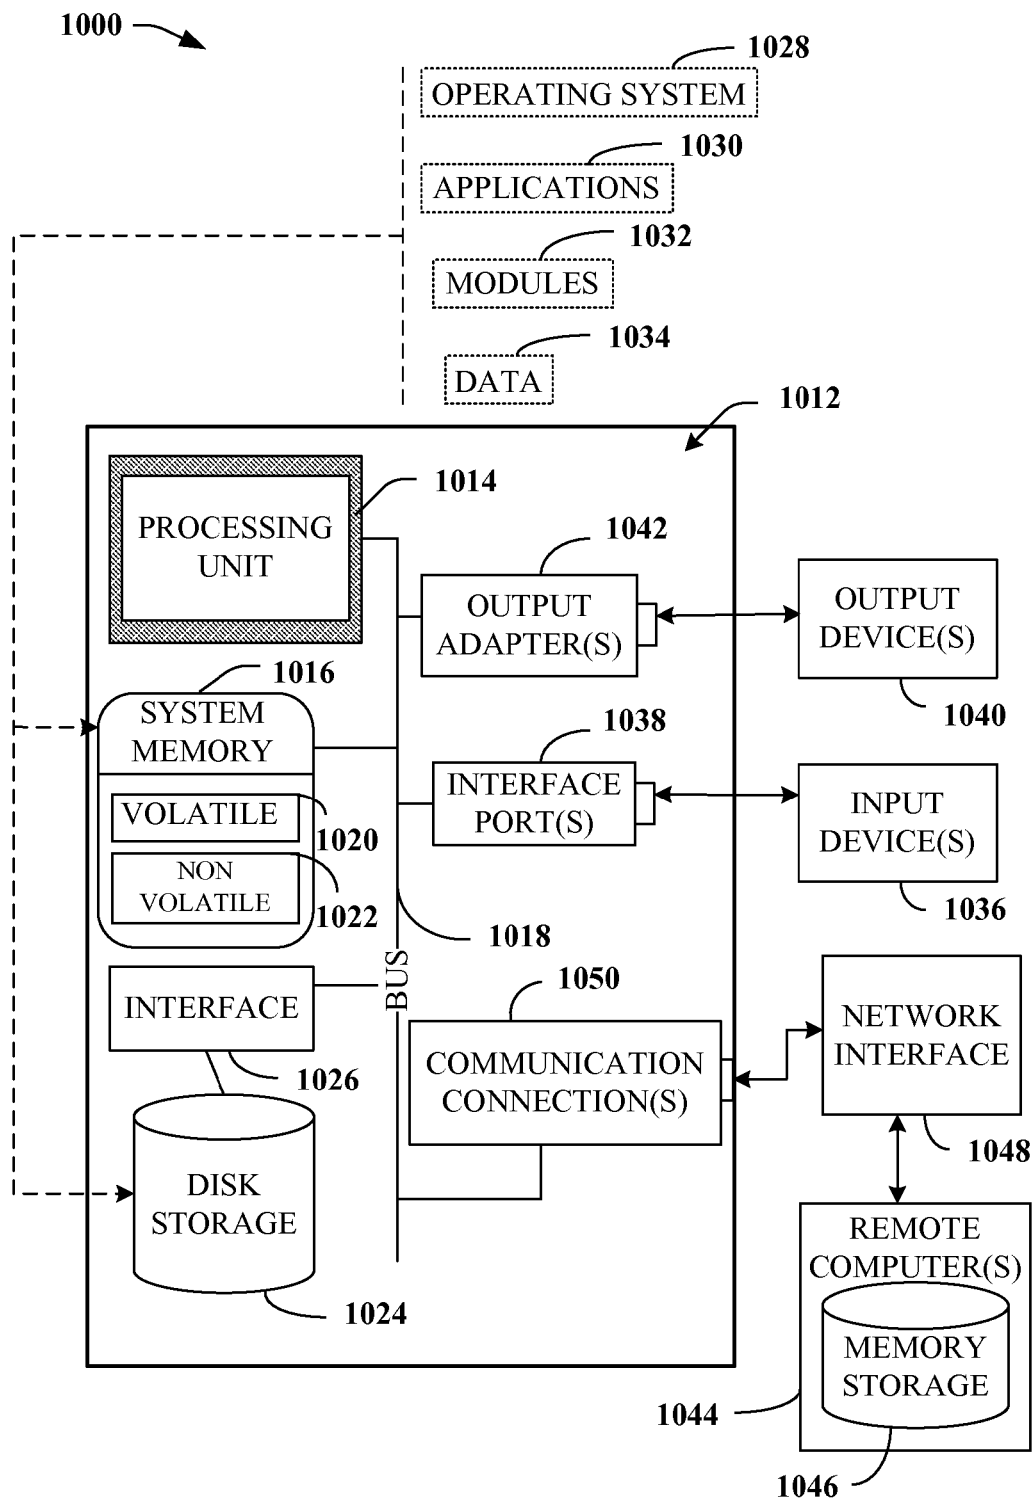 1000
1028
OPERATING SYSTEM
1030
APPLICATIONS
1032
MODULES
1034
DATA
1012
1014
PROCESSING
UNIT
1042
OUTPUT
ADAPTER(S)
OUTPUT
DEVICE(S)
1040
1016
SYSTEM
MEMORY
1038
INTERFACE
PORT(S)
INPUT
DEVICE(S)
1036
VOLATILE
1020
NON
VOLATILE
1022
1018
BUS
INTERFACE
1026
1050
COMMUNICATION
CONNECTION(S)
NETWORK
INTERFACE
1048
DISK
STORAGE
1024
REMOTE
COMPUTER(S)
MEMORY
STORAGE
1044
1046